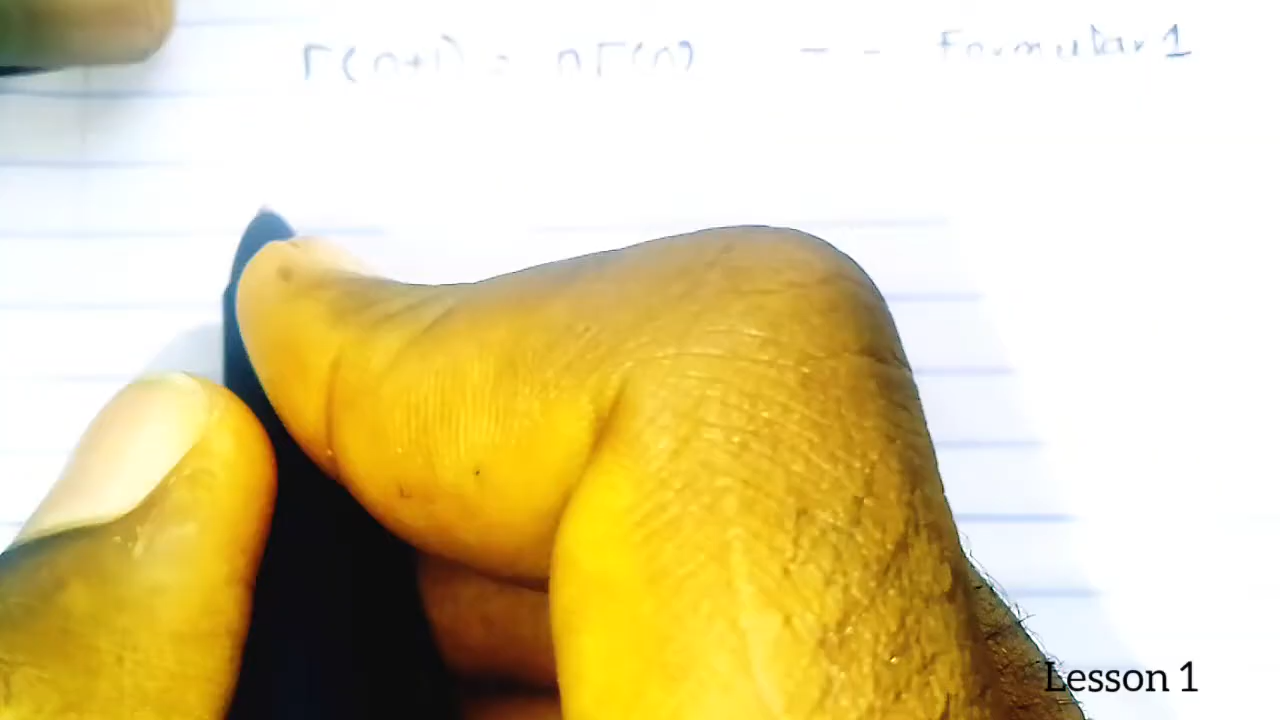 Γ(n+1) = nΓ(n) - - Formular 1
Lesson 1